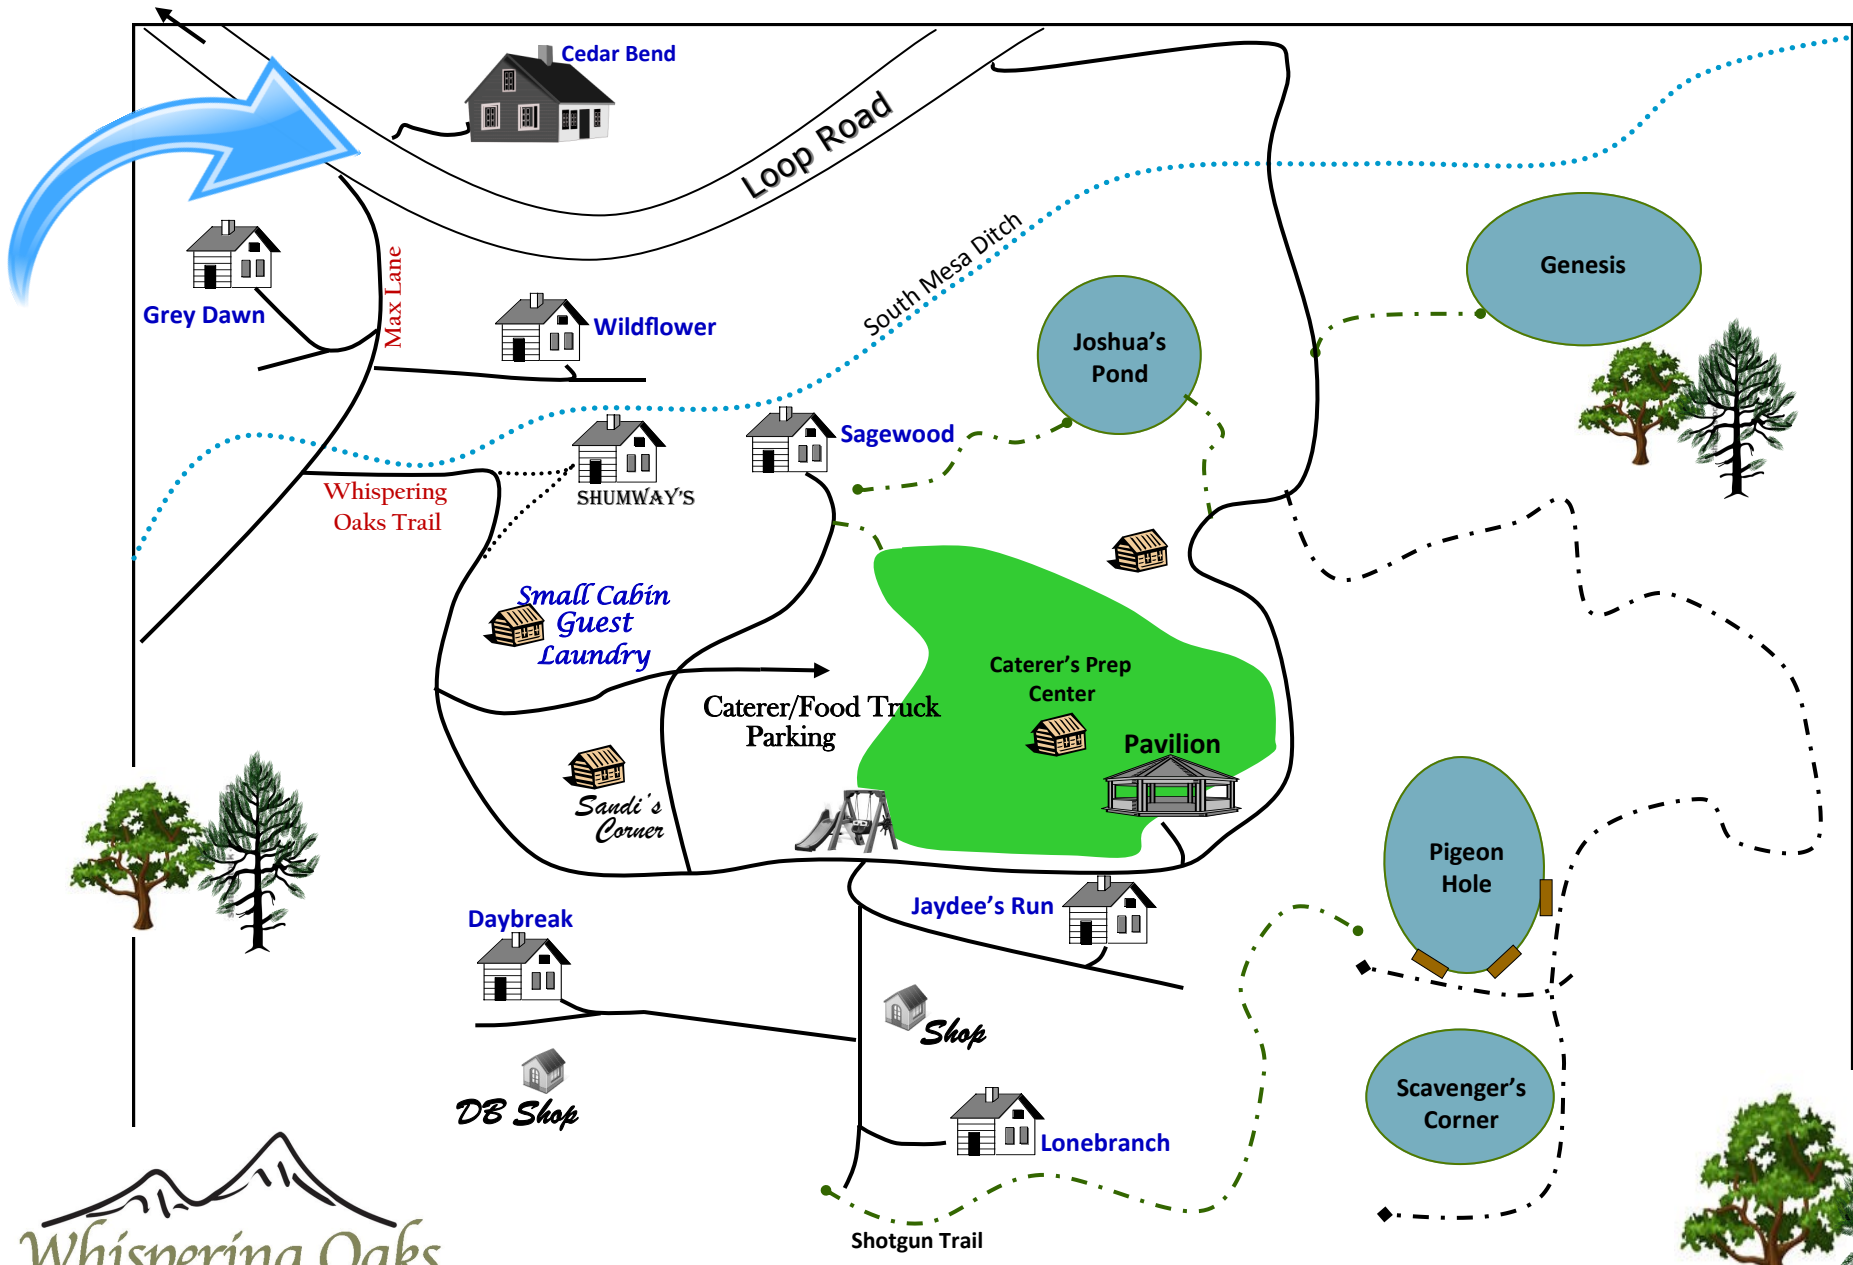 Cedar Bend
Loop Road
Grey Dawn
Max Lane
Wildflower
South Mesa Ditch
Genesis
Joshua's
Pond
Sagewood
SHUMWAY'S
Whispering
Oaks Trail
Small Cabin
Guest
Laundry
Caterer's Prep
Center
Caterer/Food Truck
Parking
Pavilion
Sandi's
Corner
Pigeon
Hole
Jaydee's Run
Daybreak
Shop
DB Shop
Scavenger's
Corner
Lonebranch
Shotgun Trail
Whispering Oaks